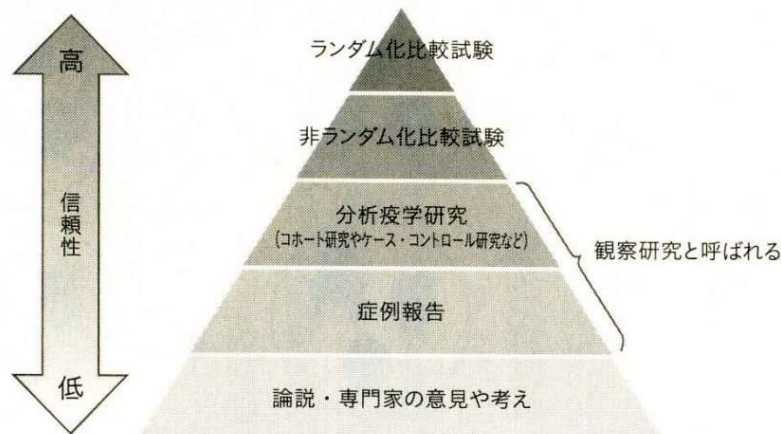 高
信頼性
低
ランダム化比較試験
非ランダム化比較試験
分析疫学研究
(コホート研究やケース・コントロール研究など)
症例報告
論説・専門家の意見や考え
観察研究と呼ばれる